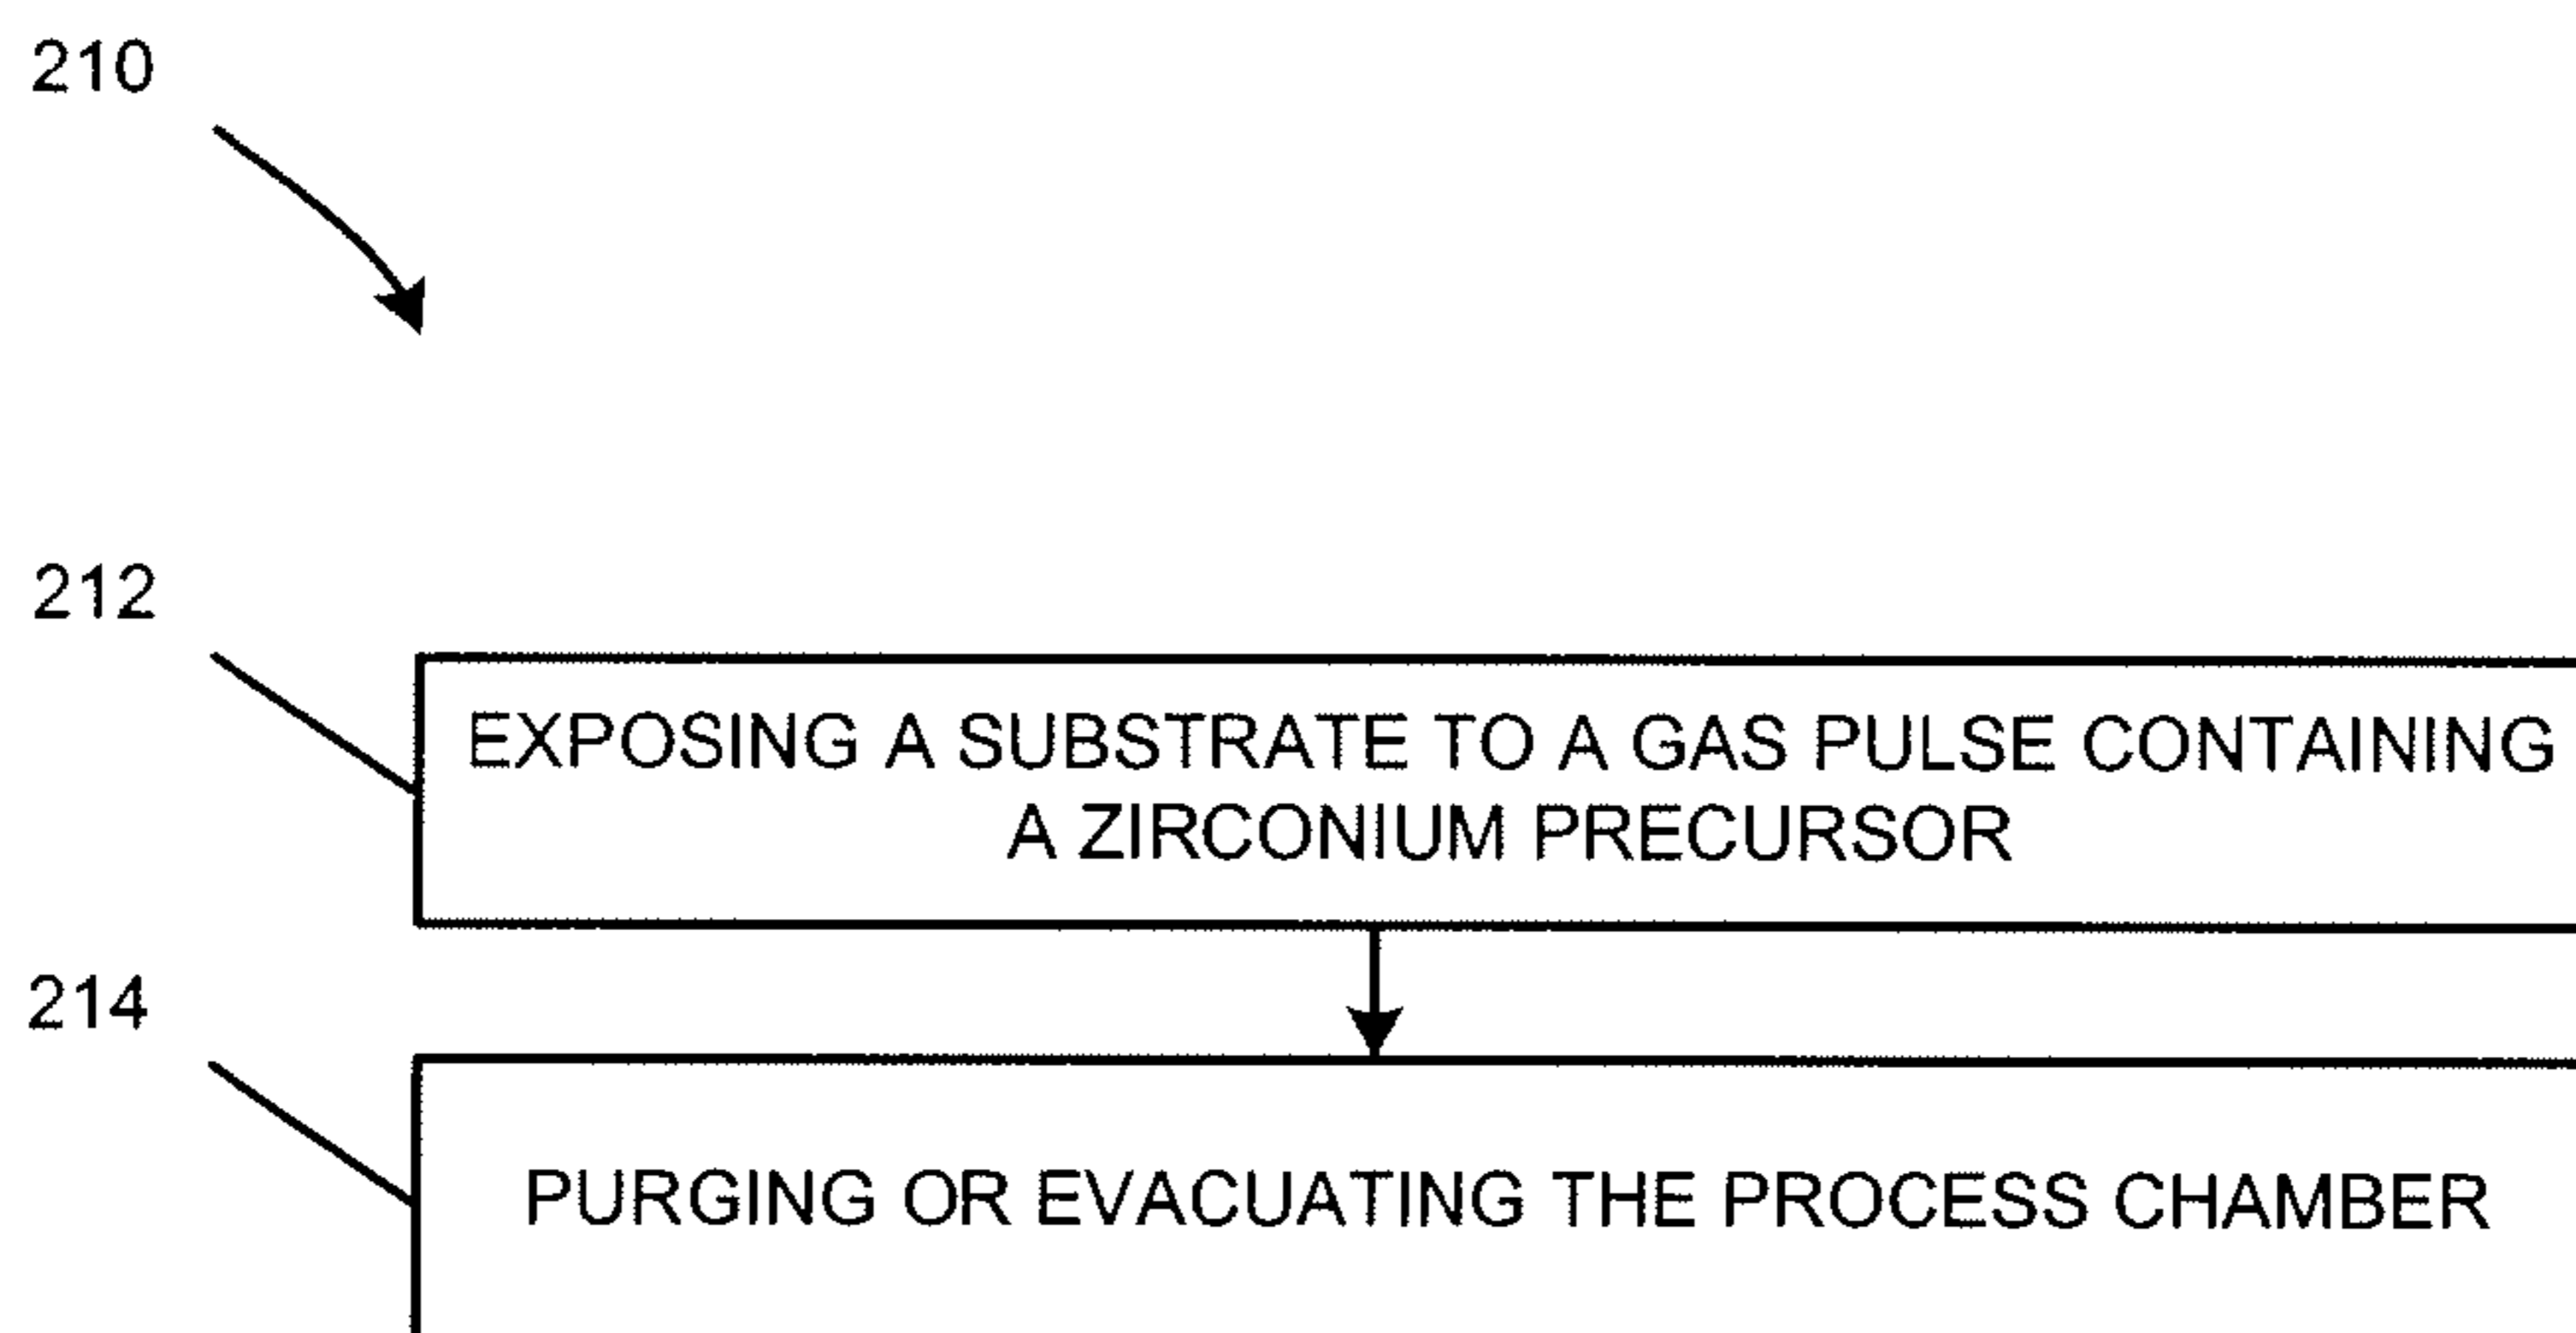 210
212
EXPOSING A SUBSTRATE TO A GAS PULSE CONTAINING
A ZIRCONIUM PRECURSOR
214
PURGING OR EVACUATING THE PROCESS CHAMBER